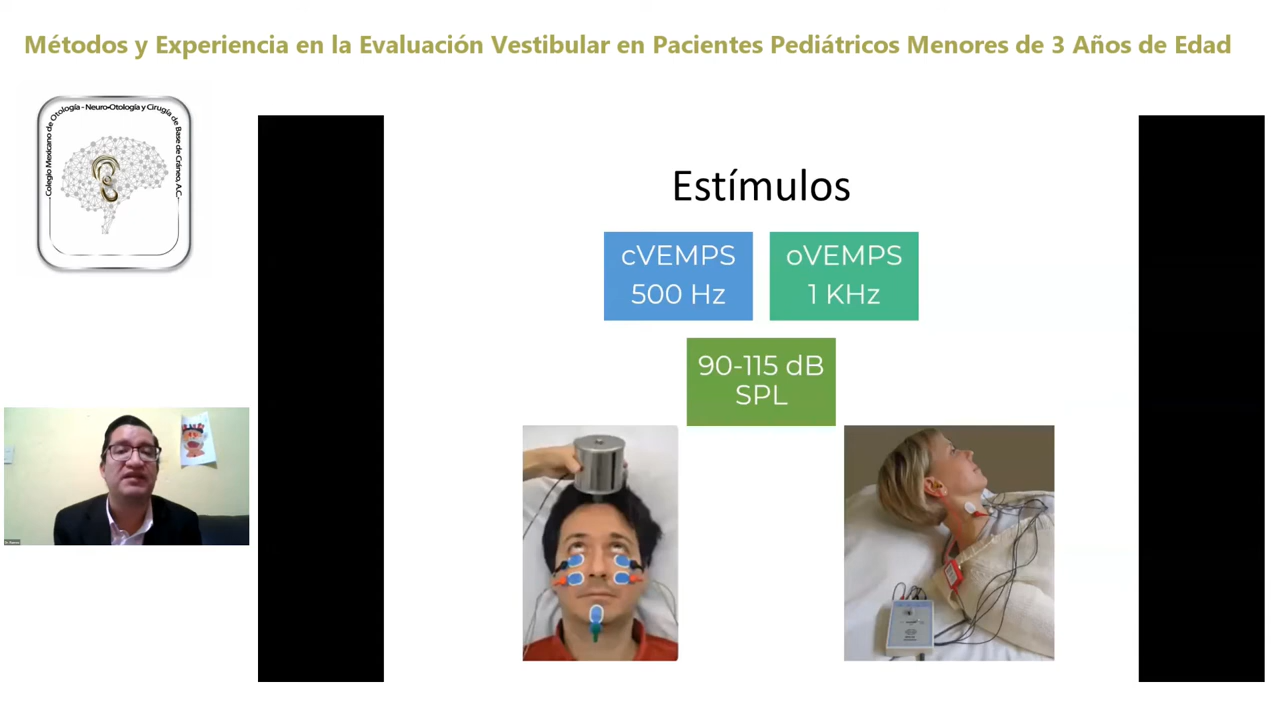 Métodos y Experiencia en la Evaluación Vestibular en Pacientes Pediátricos Menores de 3 Años de Edad
Colegio Mexicano de Otología - Neuro-Otología y Cirugía de Base de Cráneo, A.C.
Estímulos
cVEMPS
500 Hz
oVEMPS
1 KHz
90-115 dB
SPL